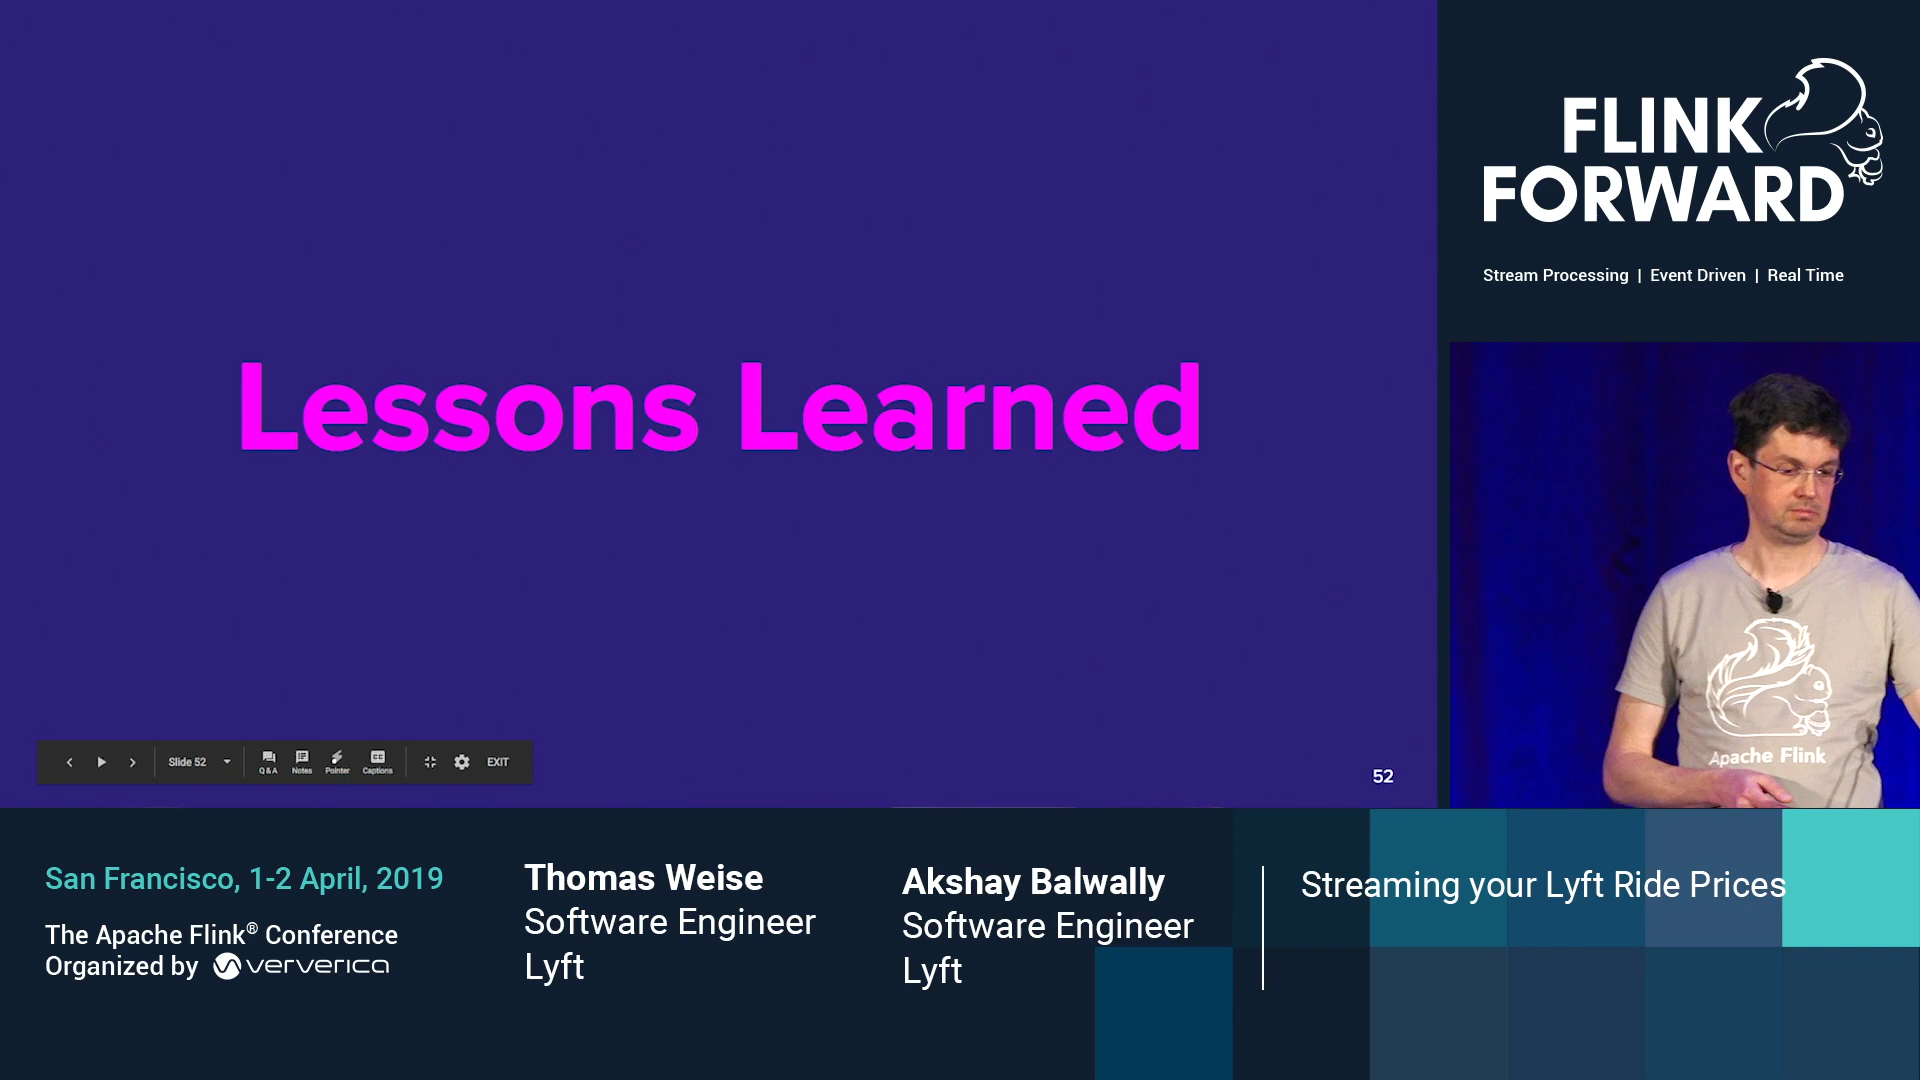 Lessons Learned
Slide 52
Q & A
Notes
Pointer
CC
Captions
EXIT
52
FLINK
FORWARD
Stream Processing | Event Driven | Real Time
Apache Flink
San Francisco, 1-2 April, 2019
The Apache Flink® Conference
Organized by ververica
Thomas Weise
Software Engineer
Lyft
Akshay Balwally
Software Engineer
Lyft
Streaming your Lyft Ride Prices